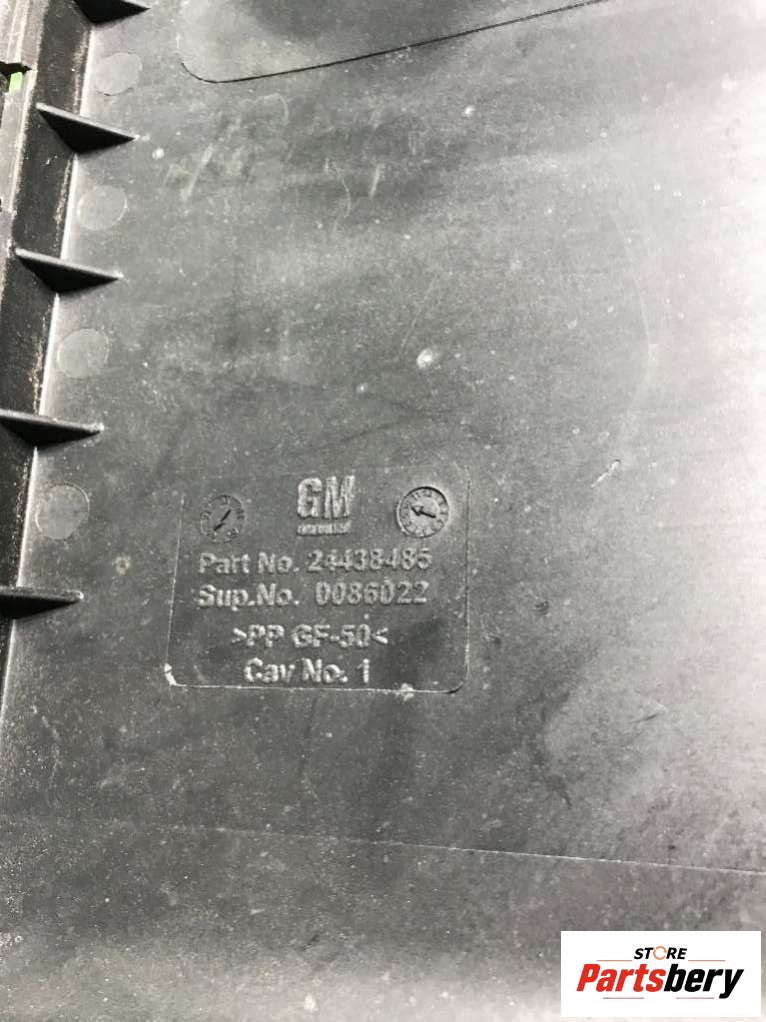 GM
Part No. 24438485
Sup.No. 0086022
>PP GF-50<
Cav No. 1
STORE
Partsbery